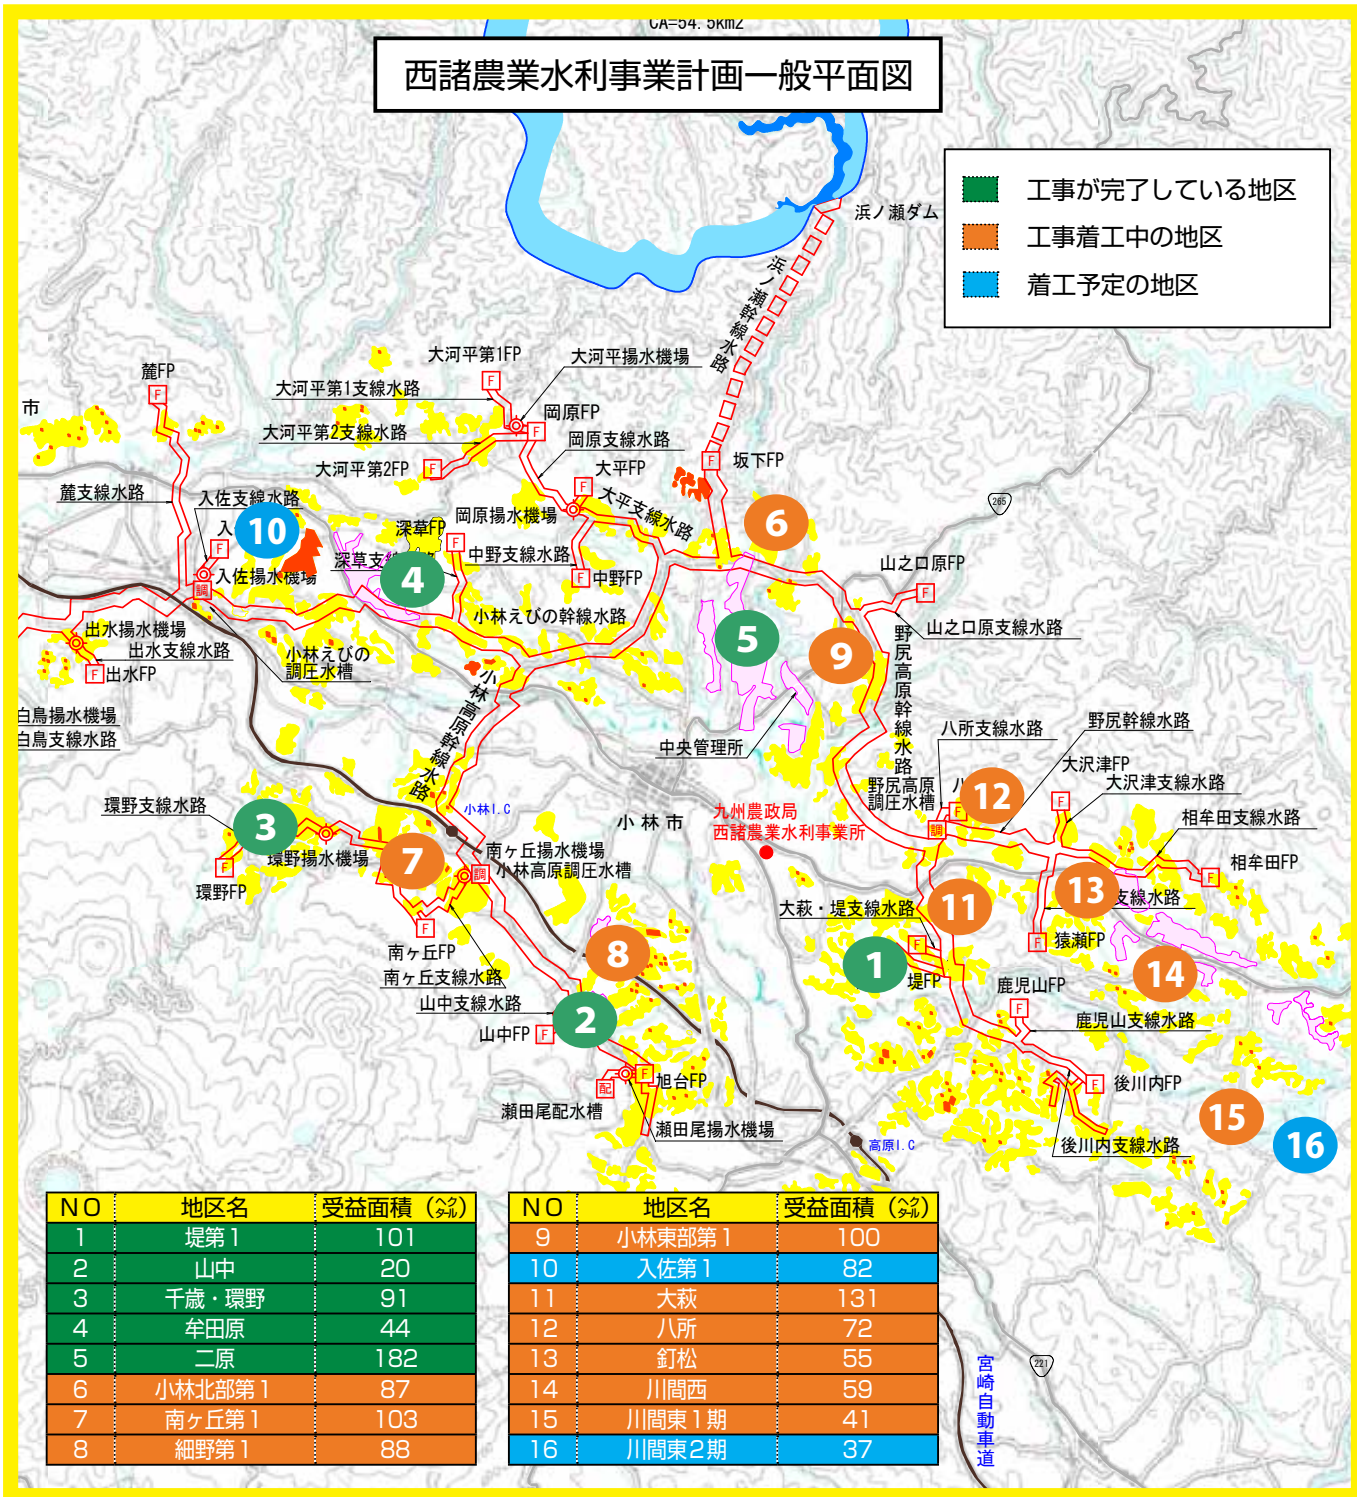 CA=54.5km2
西諸農業水利事業計画一般平面図
工事が完了している地区
工事着工中の地区
着工予定の地区
浜ノ瀬ダム
浜ノ瀬幹線水路
大河平第1FP
大河平揚水機場
麓FP
大河平第1支線水路
市
岡原FP
大河平第2支線水路
岡原支線水路
大河平第2FP
大平FP
坂下FP
麓支線水路
入佐支線水路
大平支線水路
265
岡原揚水機場
深草FP
6
10
入
中野支線水路
深草支
4
中野FP
入佐揚水機場
調
山之口原FP
小林えびの幹線水路
山之口原支線水路
出水揚水機場
出水支線水路
小林えびの
調圧水槽
出水FP
5
9
野尻高原幹線水路
小林高原幹線水路
白鳥揚水機場
白鳥支線水路
中央管理所
八所支線水路
野尻幹線水路
大沢津FP
大沢津支線水路
野尻高原
調圧水槽
八
12
環野支線水路
3
小林I.C
小林市
九州農政局
西諸農業水利事業所
調
相牟田支線水路
環野揚水機場
7
南ヶ丘揚水機場
小林高原調圧水槽
調
環野FP
相牟田FP
13
支線水路
大萩・堤支線水路
11
南ヶ丘FP
南ヶ丘支線水路
8
猿瀬FP
1
堤FP
14
山中支線水路
2
山中FP
鹿児山FP
鹿児山支線水路
旭台FP
配
瀬田尾配水槽
瀬田尾揚水機場
後川内FP
高原I.C
後川内支線水路
15
16
NO 地区名 受益面積(ヘクタール)
1 堤第1 101
2 山中 20
3 千歳・環野 91
4 牟田原 44
5 二原 182
6 小林北部第1 87
7 南ヶ丘第1 103
8 細野第1 88
NO 地区名 受益面積(ヘクタール)
9 小林東部第1 100
10 入佐第1 82
11 大萩 131
12 八所 72
13 釘松 55
14 川間西 59
15 川間東1期 41
16 川間東2期 37
221
宮崎自動車道